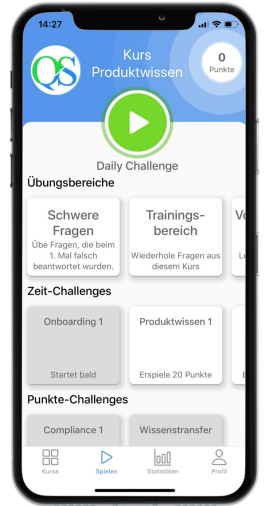 14:27
QS
Kurs
Produktwissen
0
Punkte
Daily Challenge
Übungsbereiche
Schwere
Fragen
Übe Fragen, die beim
1. Mal falsch
beantwortet wurden.
Trainings-
bereich
Wiederhole Fragen aus
diesem Kurs
Zeit-Challenges
Onboarding 1
Startet bald
Produktwissen 1
Erspiele 20 Punkte
Punkte-Challenges
Compliance 1
Wissenstransfer
Kurse
Spielen
Statistiken
Profil